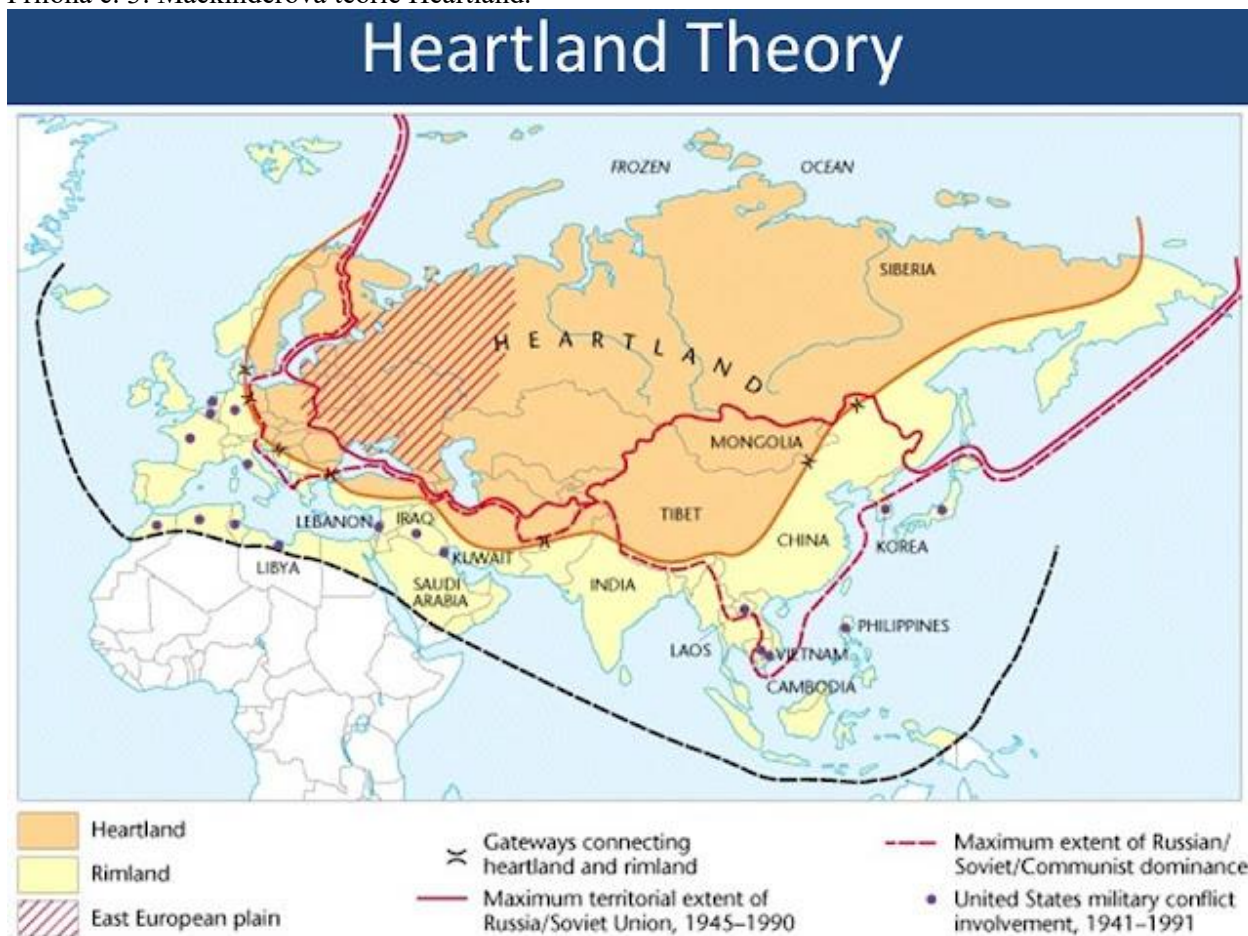 Příloha č. 3: Mackinderova teorie Heartland.
Heartland Theory
FROZEN OCEAN
SIBERIA
HEARTLAND
MONGOLIA
TIBET
LEBANON
IRAQ
CHINA
KOREA
KUWAIT
LIBYA
SAUDI
ARABIA
INDIA
PHILIPPINES
LAOS
VIETNAM
CAMBODIA
Heartland
Rimland
East European plain
Gateways connecting
heartland and rimland
Maximum territorial extent of
Russia/Soviet Union, 1945–1990
Maximum extent of Russian/
Soviet/Communist dominance
United States military conflict
involvement, 1941–1991